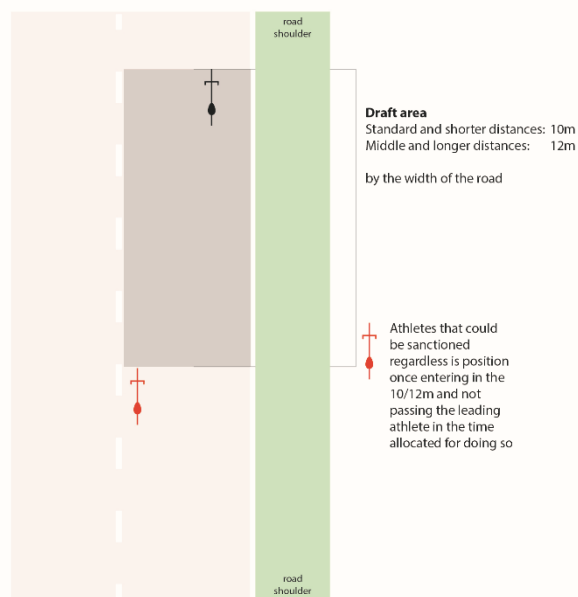 road
shoulder
Draft area
Standard and shorter distances: 10m
Middle and longer distances: 12m
by the width of the road
Athletes that could
be sanctioned
regardless is position
once entering in the
10/12m and not
passing the leading
athlete in the time
allocated for doing so
road
shoulder